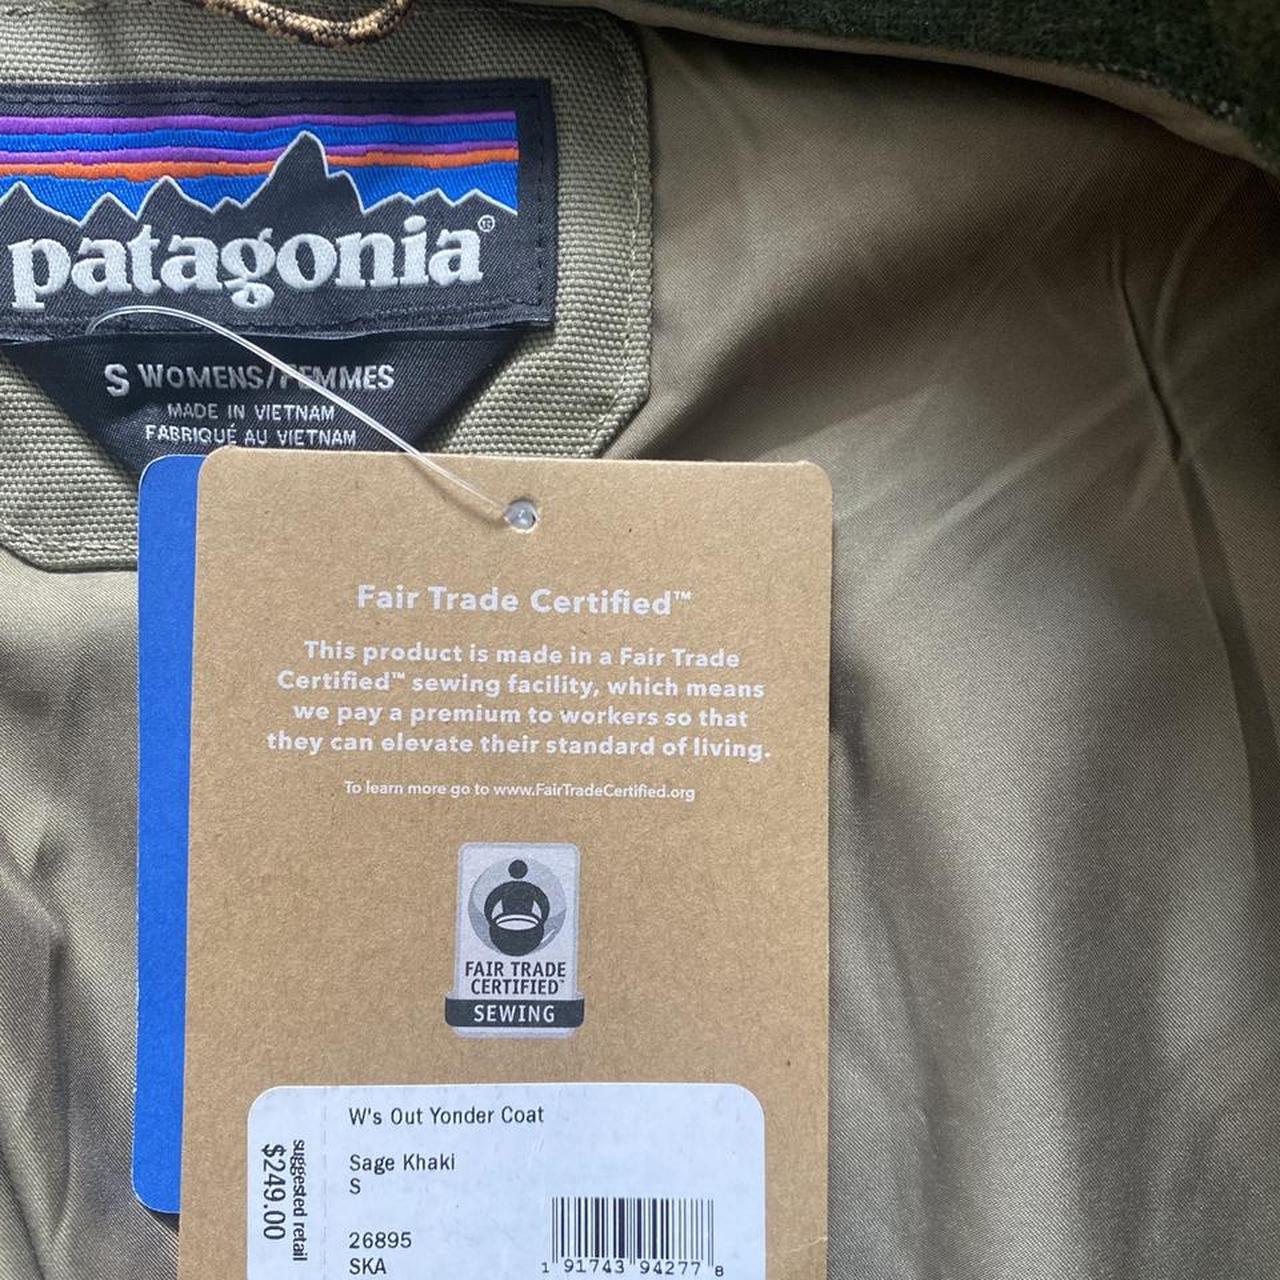 patagonia®
S WOMENS/FEMMES
MADE IN VIETNAM
FABRIQUÉ AU VIETNAM
Fair Trade Certified™
This product is made in a Fair Trade
Certified™ sewing facility, which means
we pay a premium to workers so that
they can elevate their standard of living.
To learn more go to www.FairTradeCertified.org
FAIR TRADE
CERTIFIED™
SEWING
suggested retail
$249.00
W's Out Yonder Coat
Sage Khaki
S
26895
SKA
1 91743 94277 8